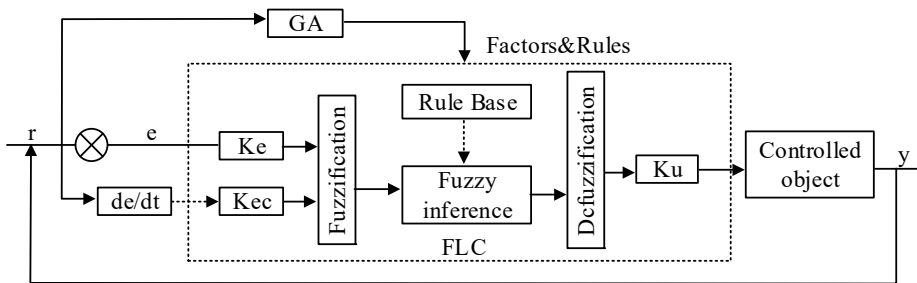 GA
Factors&Rules
r
e
Ke
Fuzzification
Rule Base
Dcfuzzification
Ku
Controlled
object
y
de/dt
Kec
Fuzzy
inference
FLC